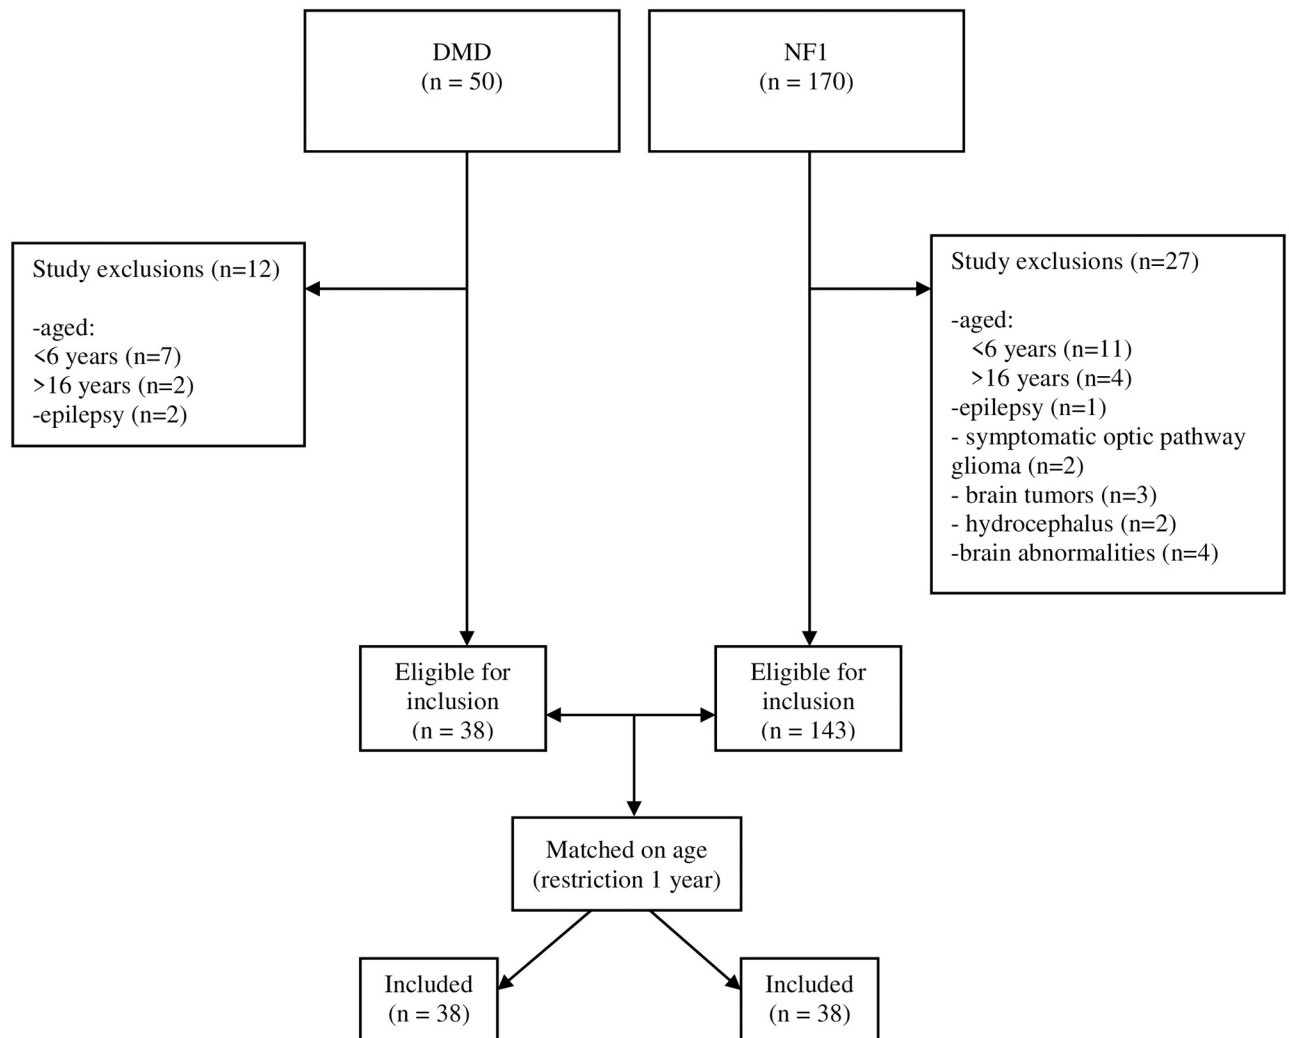 DMD
(n = 50)
NF1
(n = 170)
Study exclusions (n=12)
-aged:
<6 years (n=7)
>16 years (n=2)
-epilepsy (n=2)
Study exclusions (n=27)
-aged:
<6 years (n=11)
>16 years (n=4)
-epilepsy (n=1)
- symptomatic optic pathway
glioma (n=2)
- brain tumors (n=3)
- hydrocephalus (n=2)
-brain abnormalities (n=4)
Eligible for
inclusion
(n = 38)
Eligible for
inclusion
(n = 143)
Matched on age
(restriction 1 year)
Included
(n = 38)
Included
(n = 38)